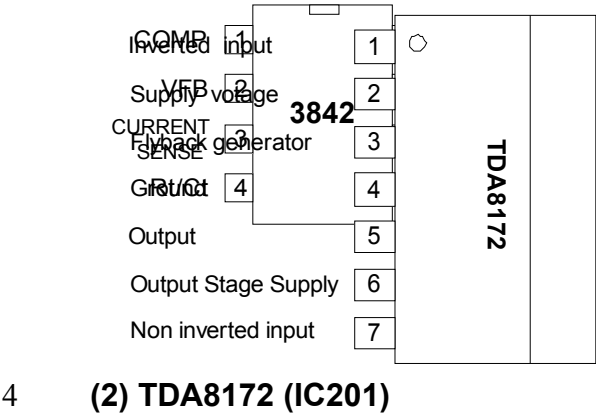 COMP 1
Inverted input 1
VFB 2
Supply votage 2
3842
CURRENT
SENSE 3
Flyback generator 3
Rt/Ct 4
Ground 4
Output 5
Output Stage Supply 6
Non inverted input 7
TDA8172
4 (2) TDA8172 (IC201)